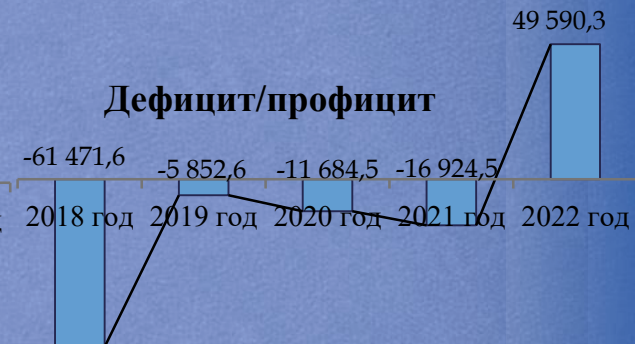 49 590,3
Дефицит/профицит
-61 471,6 -5 852,6 -11 684,5 -16 924,5
2018 год 2019 год 2020 год 2021 год 2022 год